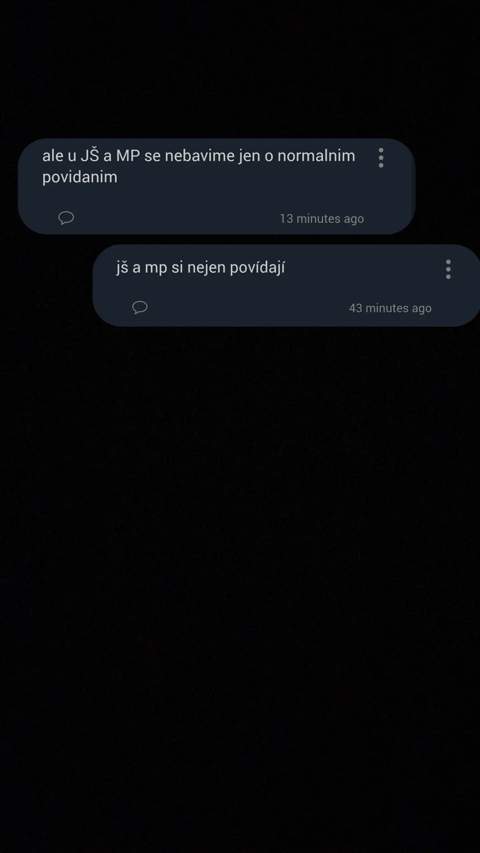 ale u JŠ a MP se nebavime jen o normalnim
povidanim
13 minutes ago
jš a mp si nejen povídají
43 minutes ago